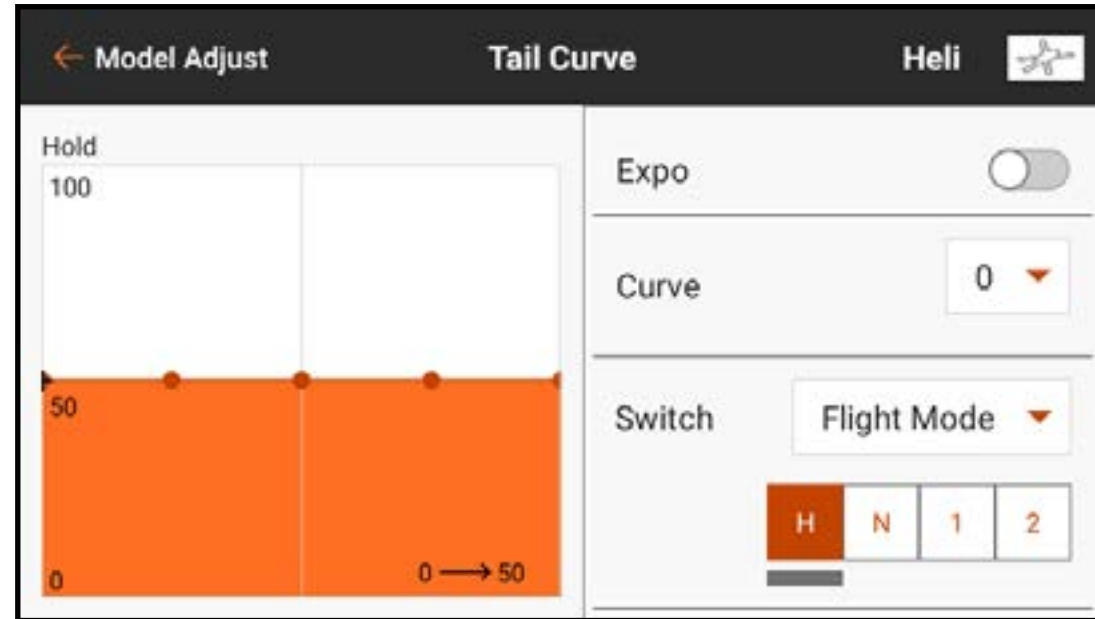 Model Adjust Tail Curve Heli
Hold
100
50
0
0 → 50
Expo
Curve 0
Switch Flight Mode
H N 1 2